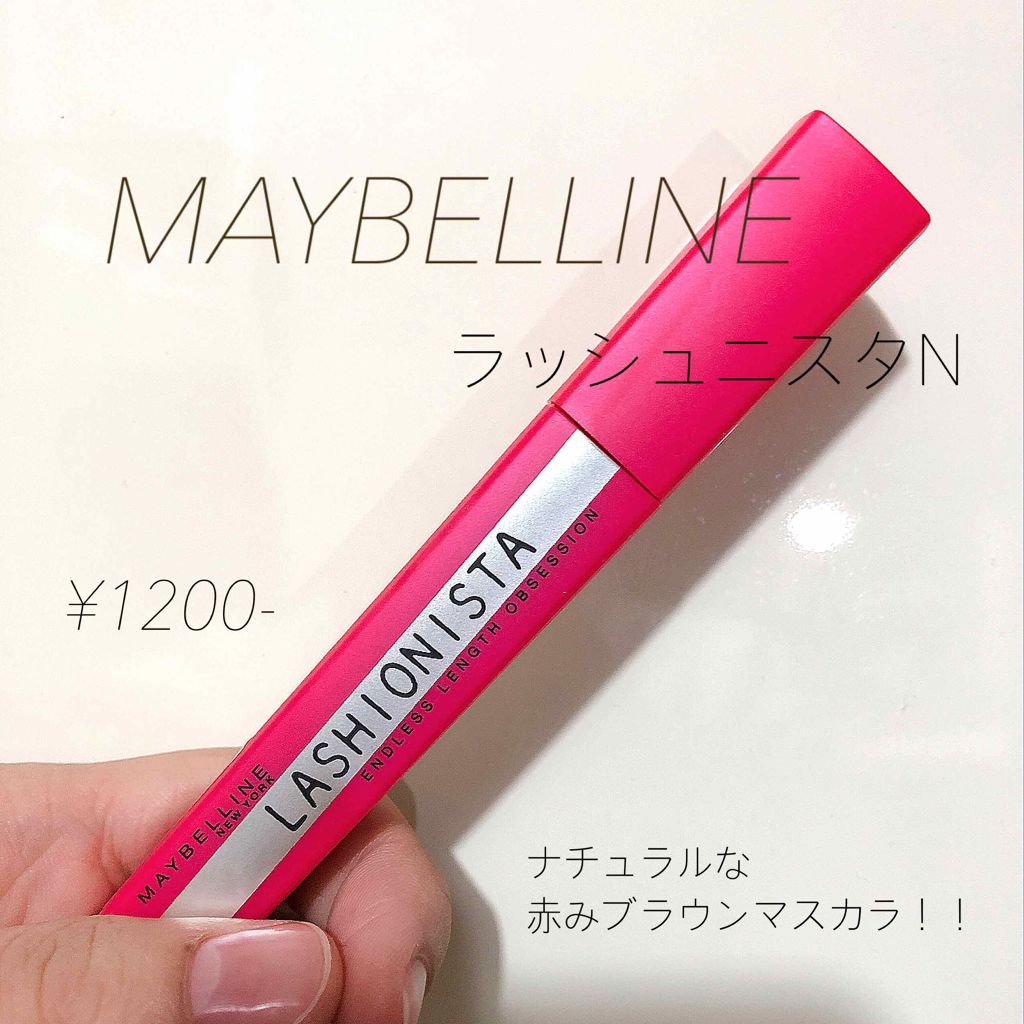 MAYBELLINE
ラッシュニスタN
¥1200-
LASHIONISTA
ENDLESS LENGTH OBSESSION
MAYBELLINE
NEW YORK
ナチュラルな
赤みブラウンマスカラ！！